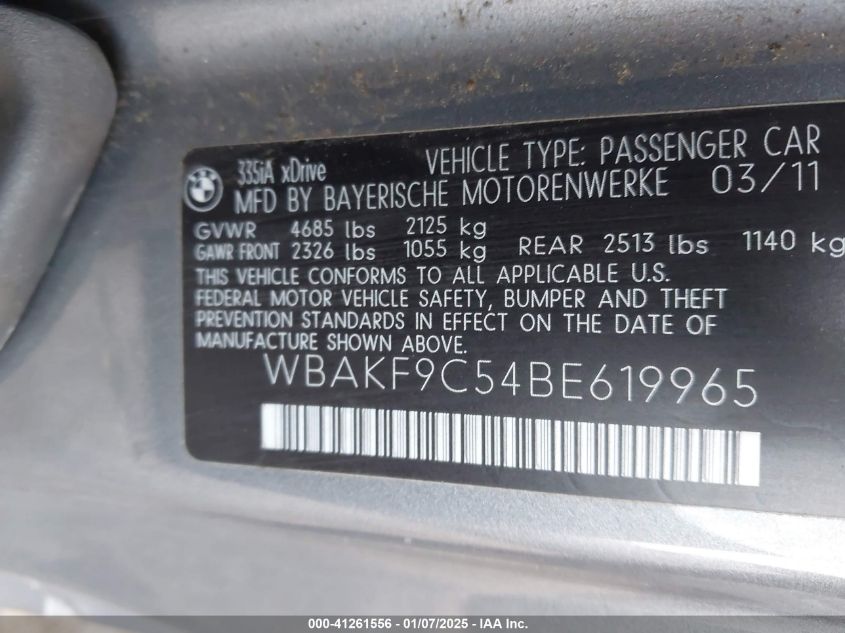 335iA xDrive VEHICLE TYPE: PASSENGER CAR
MFD BY BAYERISCHE MOTORENWERKE 03/11
GVWR 4685 lbs 2125 kg
GAWR FRONT 2326 lbs 1055 kg REAR 2513 lbs 1140 kg
THIS VEHICLE CONFORMS TO ALL APPLICABLE U.S.
FEDERAL MOTOR VEHICLE SAFETY, BUMPER AND THEFT
PREVENTION STANDARDS IN EFFECT ON THE DATE OF
MANUFACTURE SHOWN ABOVE.
WBAKF9C54BE619965
000-41261556 - 01/07/2025 - IAA Inc.